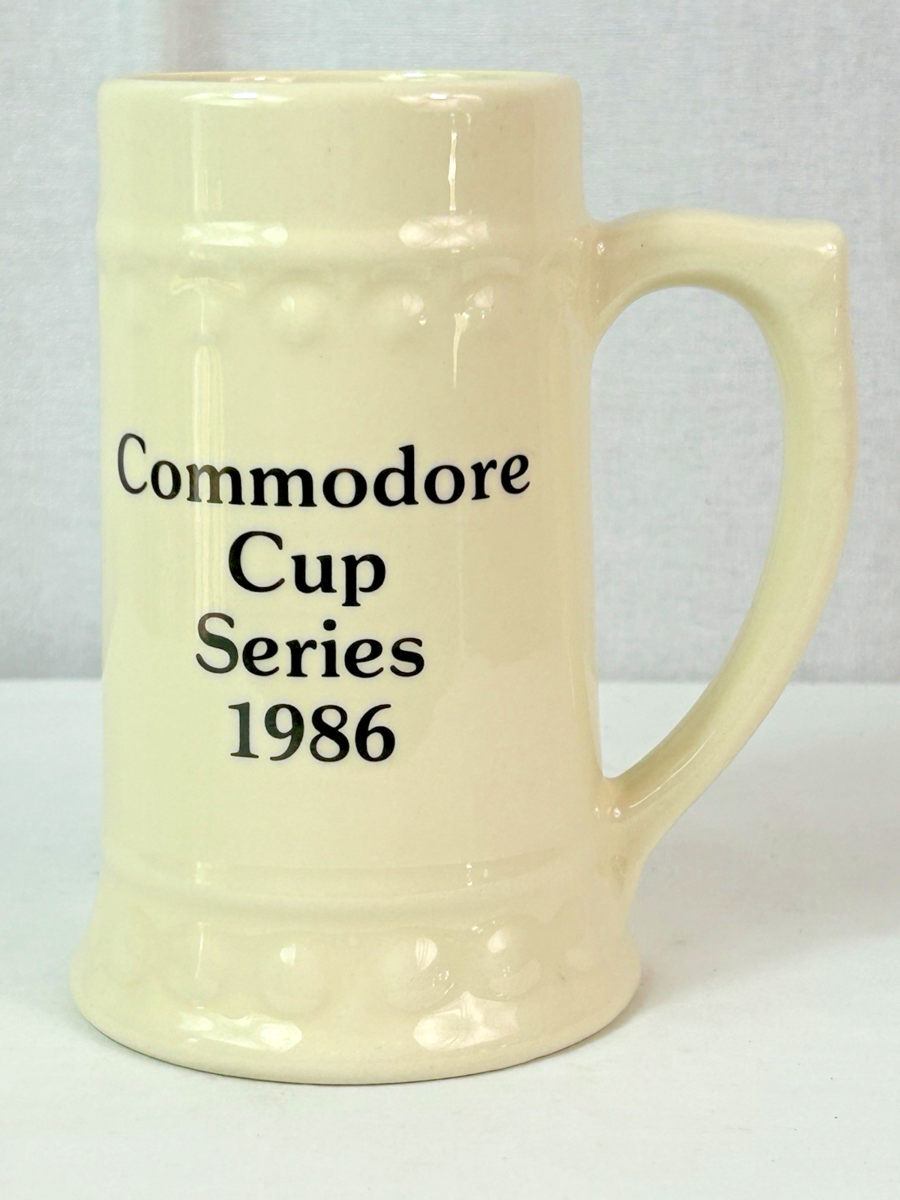 Commodore
Cup
Series
1986